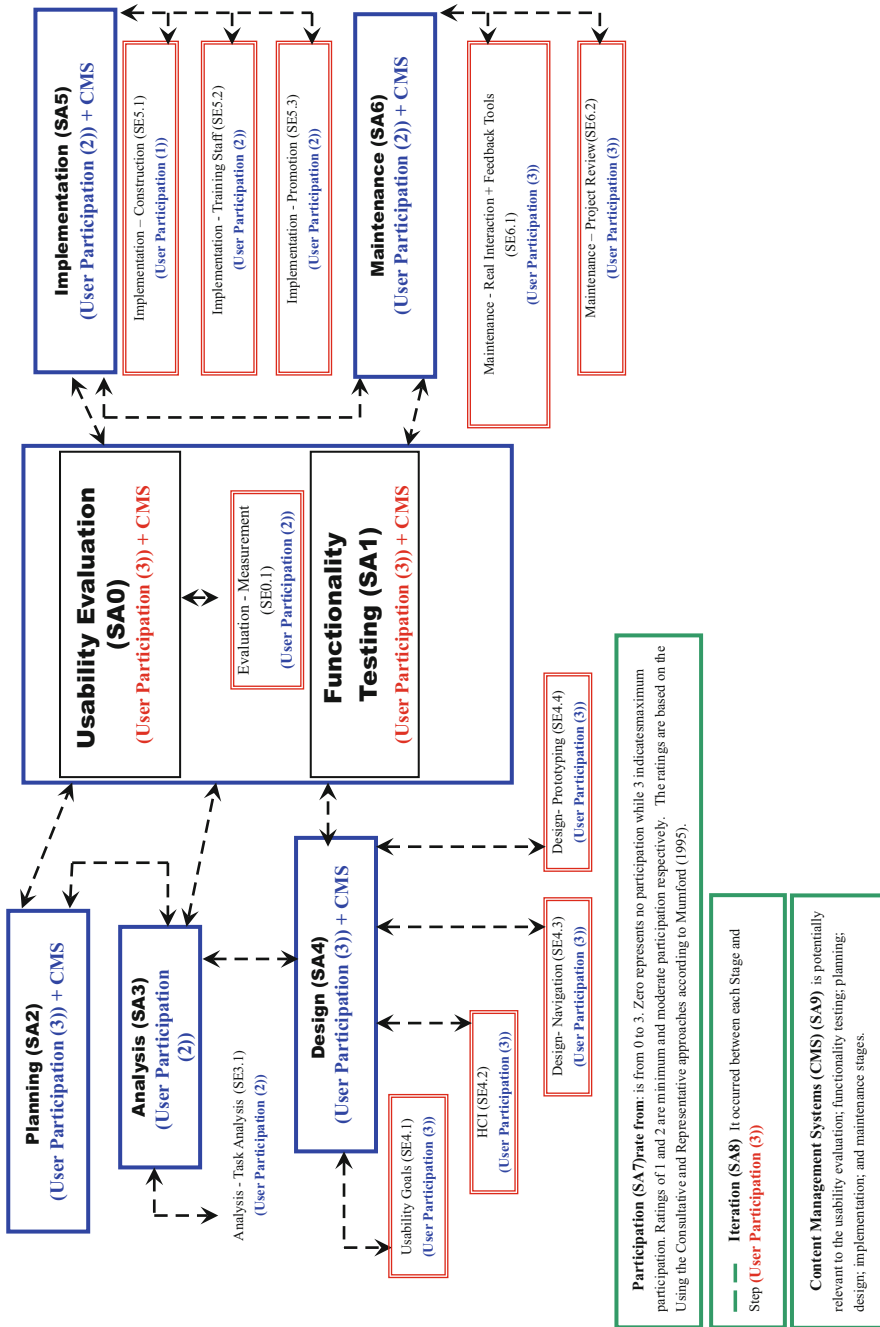 Planning (SA2)
(User Participation (3)) + CMS
Analysis (SA3)
(User Participation
(2))
Analysis - Task Analysis (SE3.1)
(User Participation (2))
Design (SA4)
(User Participation (3)) + CMS
Usability Goals (SE4.1)
(User Participation (3))
HCI (SE4.2)
(User Participation (3))
Design- Navigation (SE4.3)
(User Participation (3))
Design- Prototyping (SE4.4)
(User Participation (3))
Usability Evaluation
(SA0)
(User Participation (3)) + CMS
Evaluation - Measurement
(SE0.1)
(User Participation (2))
Functionality
Testing (SA1)
(User Participation (3)) + CMS
Implementation (SA5)
(User Participation (2)) + CMS
Implementation – Construction (SE5.1)
(User Participation (1))
Implementation - Training Staff (SE5.2)
(User Participation (2))
Implementation - Promotion (SE5.3)
(User Participation (2))
Maintenance (SA6)
(User Participation (2)) + CMS
Maintenance - Real Interaction + Feedback Tools
(SE6.1)
(User Participation (3))
Maintenance – Project Review(SE6.2)
(User Participation (3))
Participation (SA7)rate from: is from 0 to 3. Zero represents no participation while 3 indicatesmaximum
participation. Ratings of 1 and 2 are minimum and moderate participation respectively. The ratings are based on the
Using the Consultative and Representative approaches according to Mumford (1995).
Iteration (SA8) It occurred between each Stage and
Step (User Participation (3))
Content Management Systems (CMS) (SA9) is potentially
relevant to the usability evaluation; functionality testing; planning;
design; implementation; and maintenance stages.